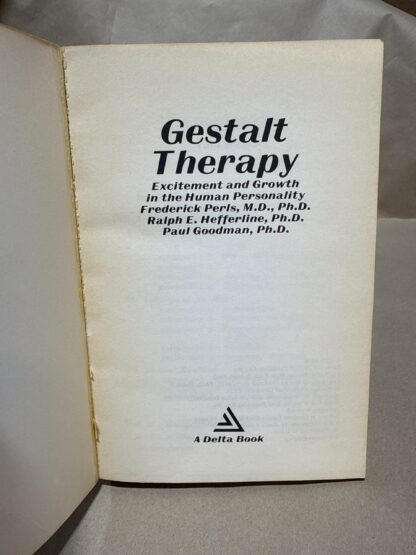 Gestalt
Therapy
Excitement and Growth
in the Human Personality
Frederick Perls, M.D., Ph.D.
Ralph E. Hefferline, Ph.D.
Paul Goodman, Ph.D.
A Delta Book